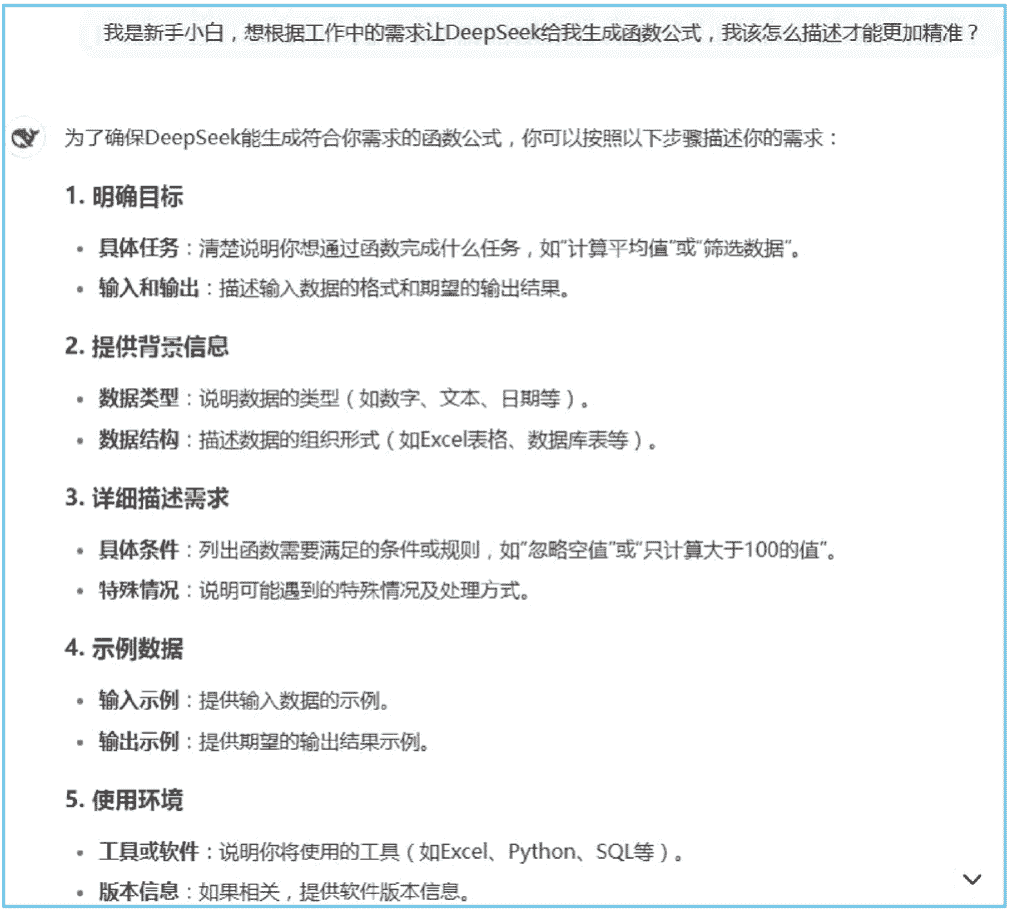 我是新手小白，想根据工作中的需求让DeepSeek给我生成函数公式，我该怎么描述才能更加精准？
为了确保DeepSeek能生成符合你需求的函数公式，你可以按照以下步骤描述你的需求：
1. 明确目标
• 具体任务：清楚说明你想通过函数完成什么任务，如“计算平均值”或“筛选数据”。
• 输入和输出：描述输入数据的格式和期望的输出结果。
2. 提供背景信息
• 数据类型：说明数据的类型（如数字、文本、日期等）。
• 数据结构：描述数据的组织形式（如Excel表格、数据库表等）。
3. 详细描述需求
• 具体条件：列出函数需要满足的条件或规则，如“忽略空值”或“只计算大于100的值”。
• 特殊情况：说明可能遇到的特殊情况及处理方式。
4. 示例数据
• 输入示例：提供输入数据的示例。
• 输出示例：提供期望的输出结果示例。
5. 使用环境
• 工具或软件：说明你将使用的工具（如Excel、Python、SQL等）。
• 版本信息：如果相关，提供软件版本信息。